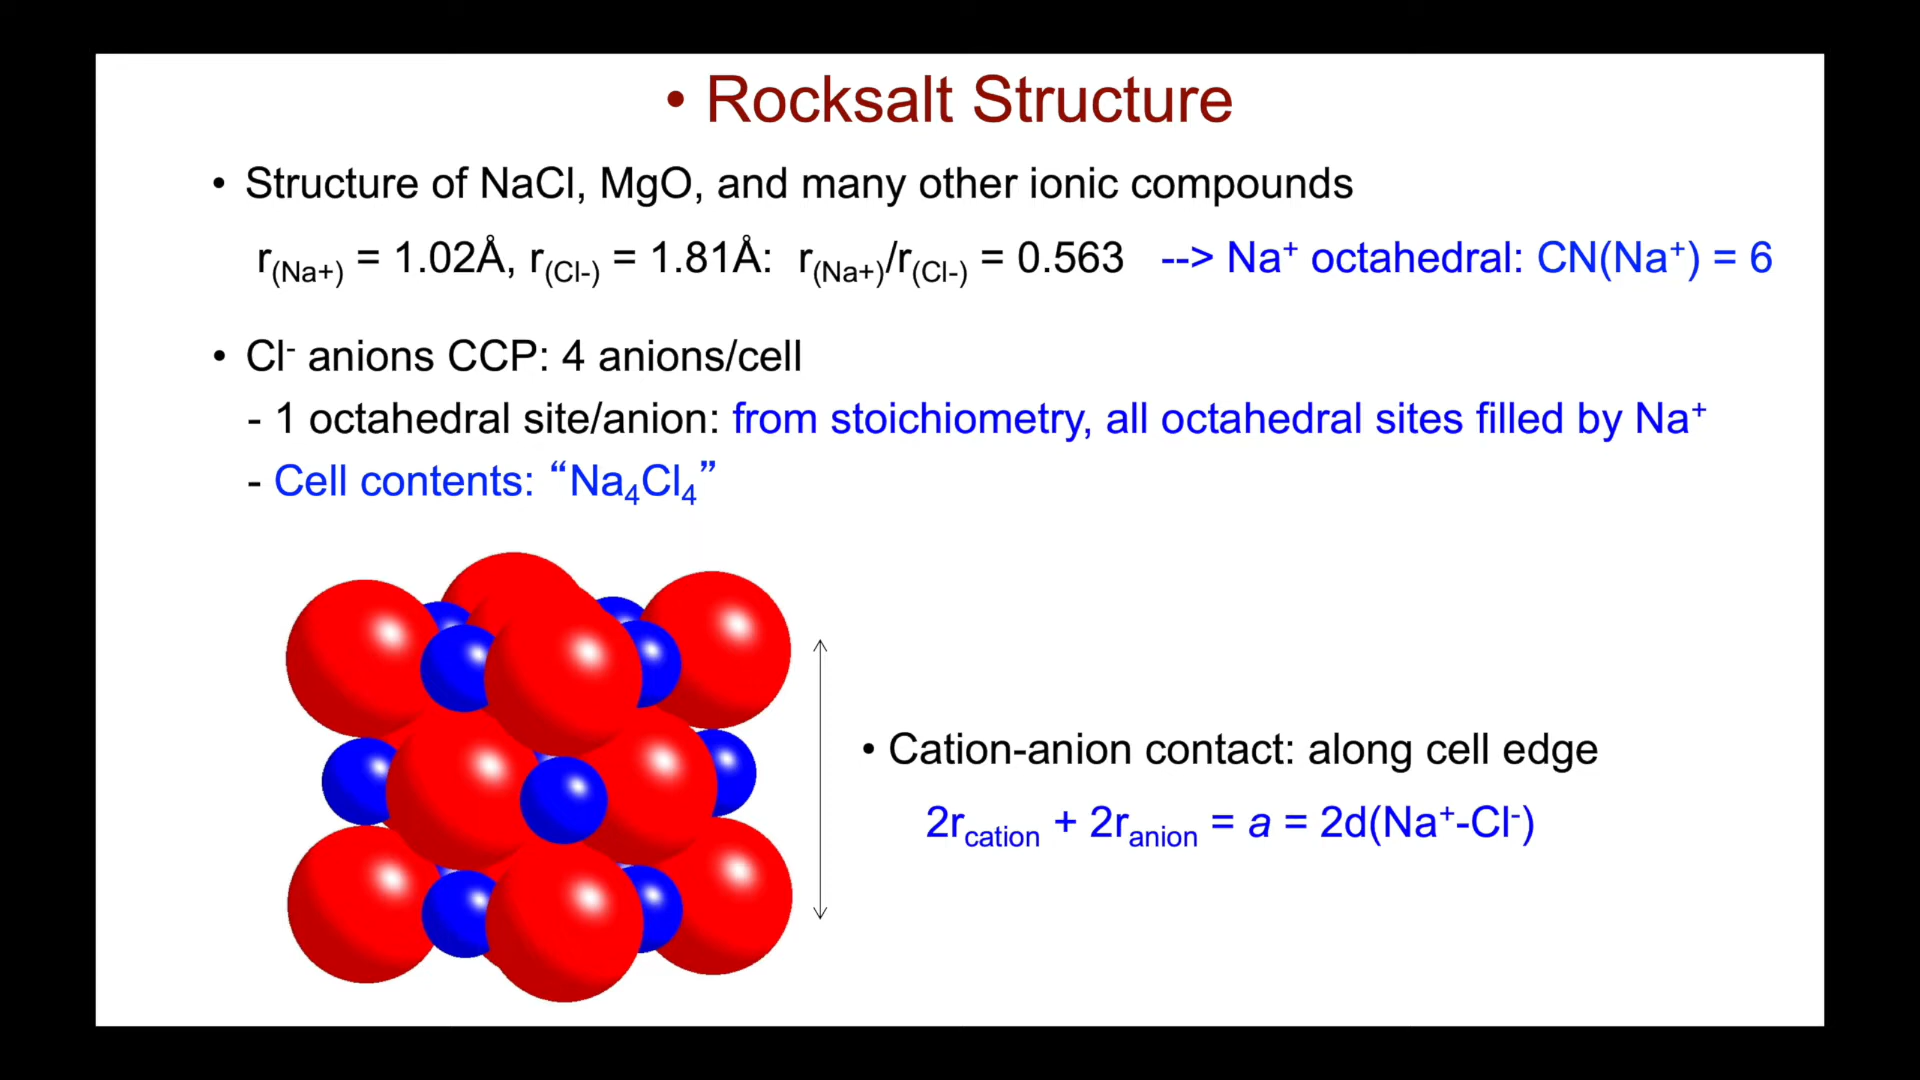 • Rocksalt Structure
• Structure of NaCl, MgO, and many other ionic compounds
r(Na+) = 1.02Å, r(Cl-) = 1.81Å: r(Na+)/r(Cl-) = 0.563 --> Na⁺ octahedral: CN(Na⁺) = 6
• Cl⁻ anions CCP: 4 anions/cell
- 1 octahedral site/anion: from stoichiometry, all octahedral sites filled by Na⁺
- Cell contents: “Na₄Cl₄”
• Cation-anion contact: along cell edge
2rcation + 2ranion = a = 2d(Na⁺-Cl⁻)